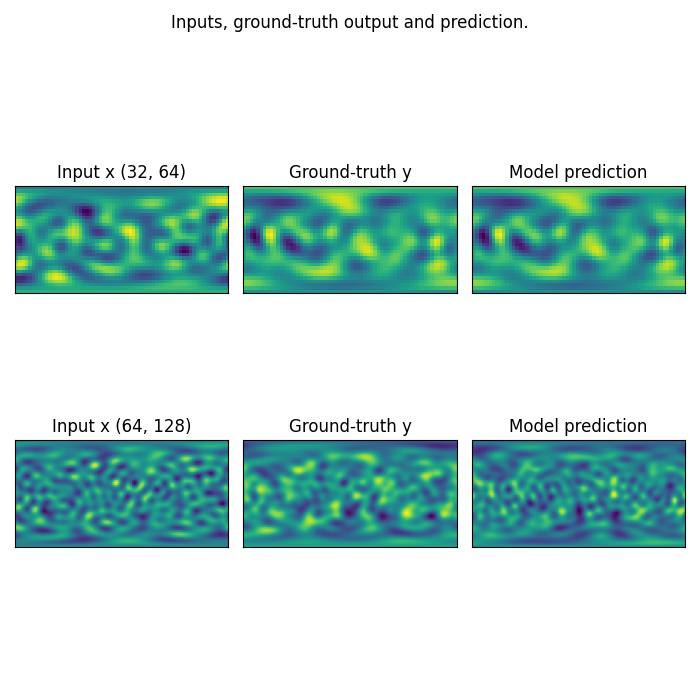 Inputs, ground-truth output and prediction.
Input x (32, 64)
Ground-truth y
Model prediction
Input x (64, 128)
Ground-truth y
Model prediction